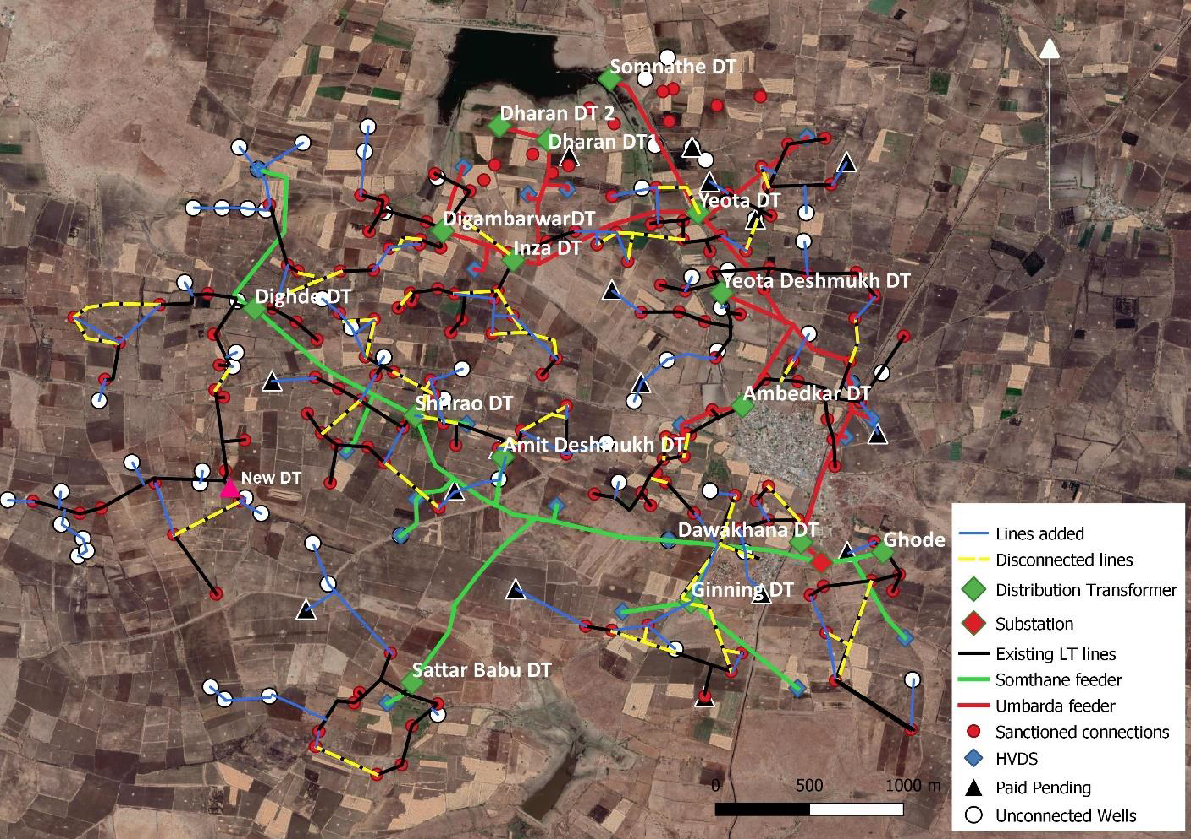 Somnathe DT
Dharan DT 2
Dharan DT1
DigambarwarDT
Yeota DT
Inza DT
Dighde DT
Yeota Deshmukh DT
Shrirao DT
Ambedkar DT
Amit Deshmukh DT
New DT
Dawakhana DT
Ghode
Ginning DT
Sattar Babu DT
0 500 1000 m
Lines added
Disconnected lines
Distribution Transformer
Substation
Existing LT lines
Somthane feeder
Umbarda feeder
Sanctioned connections
HVDS
Paid Pending
Unconnected Wells